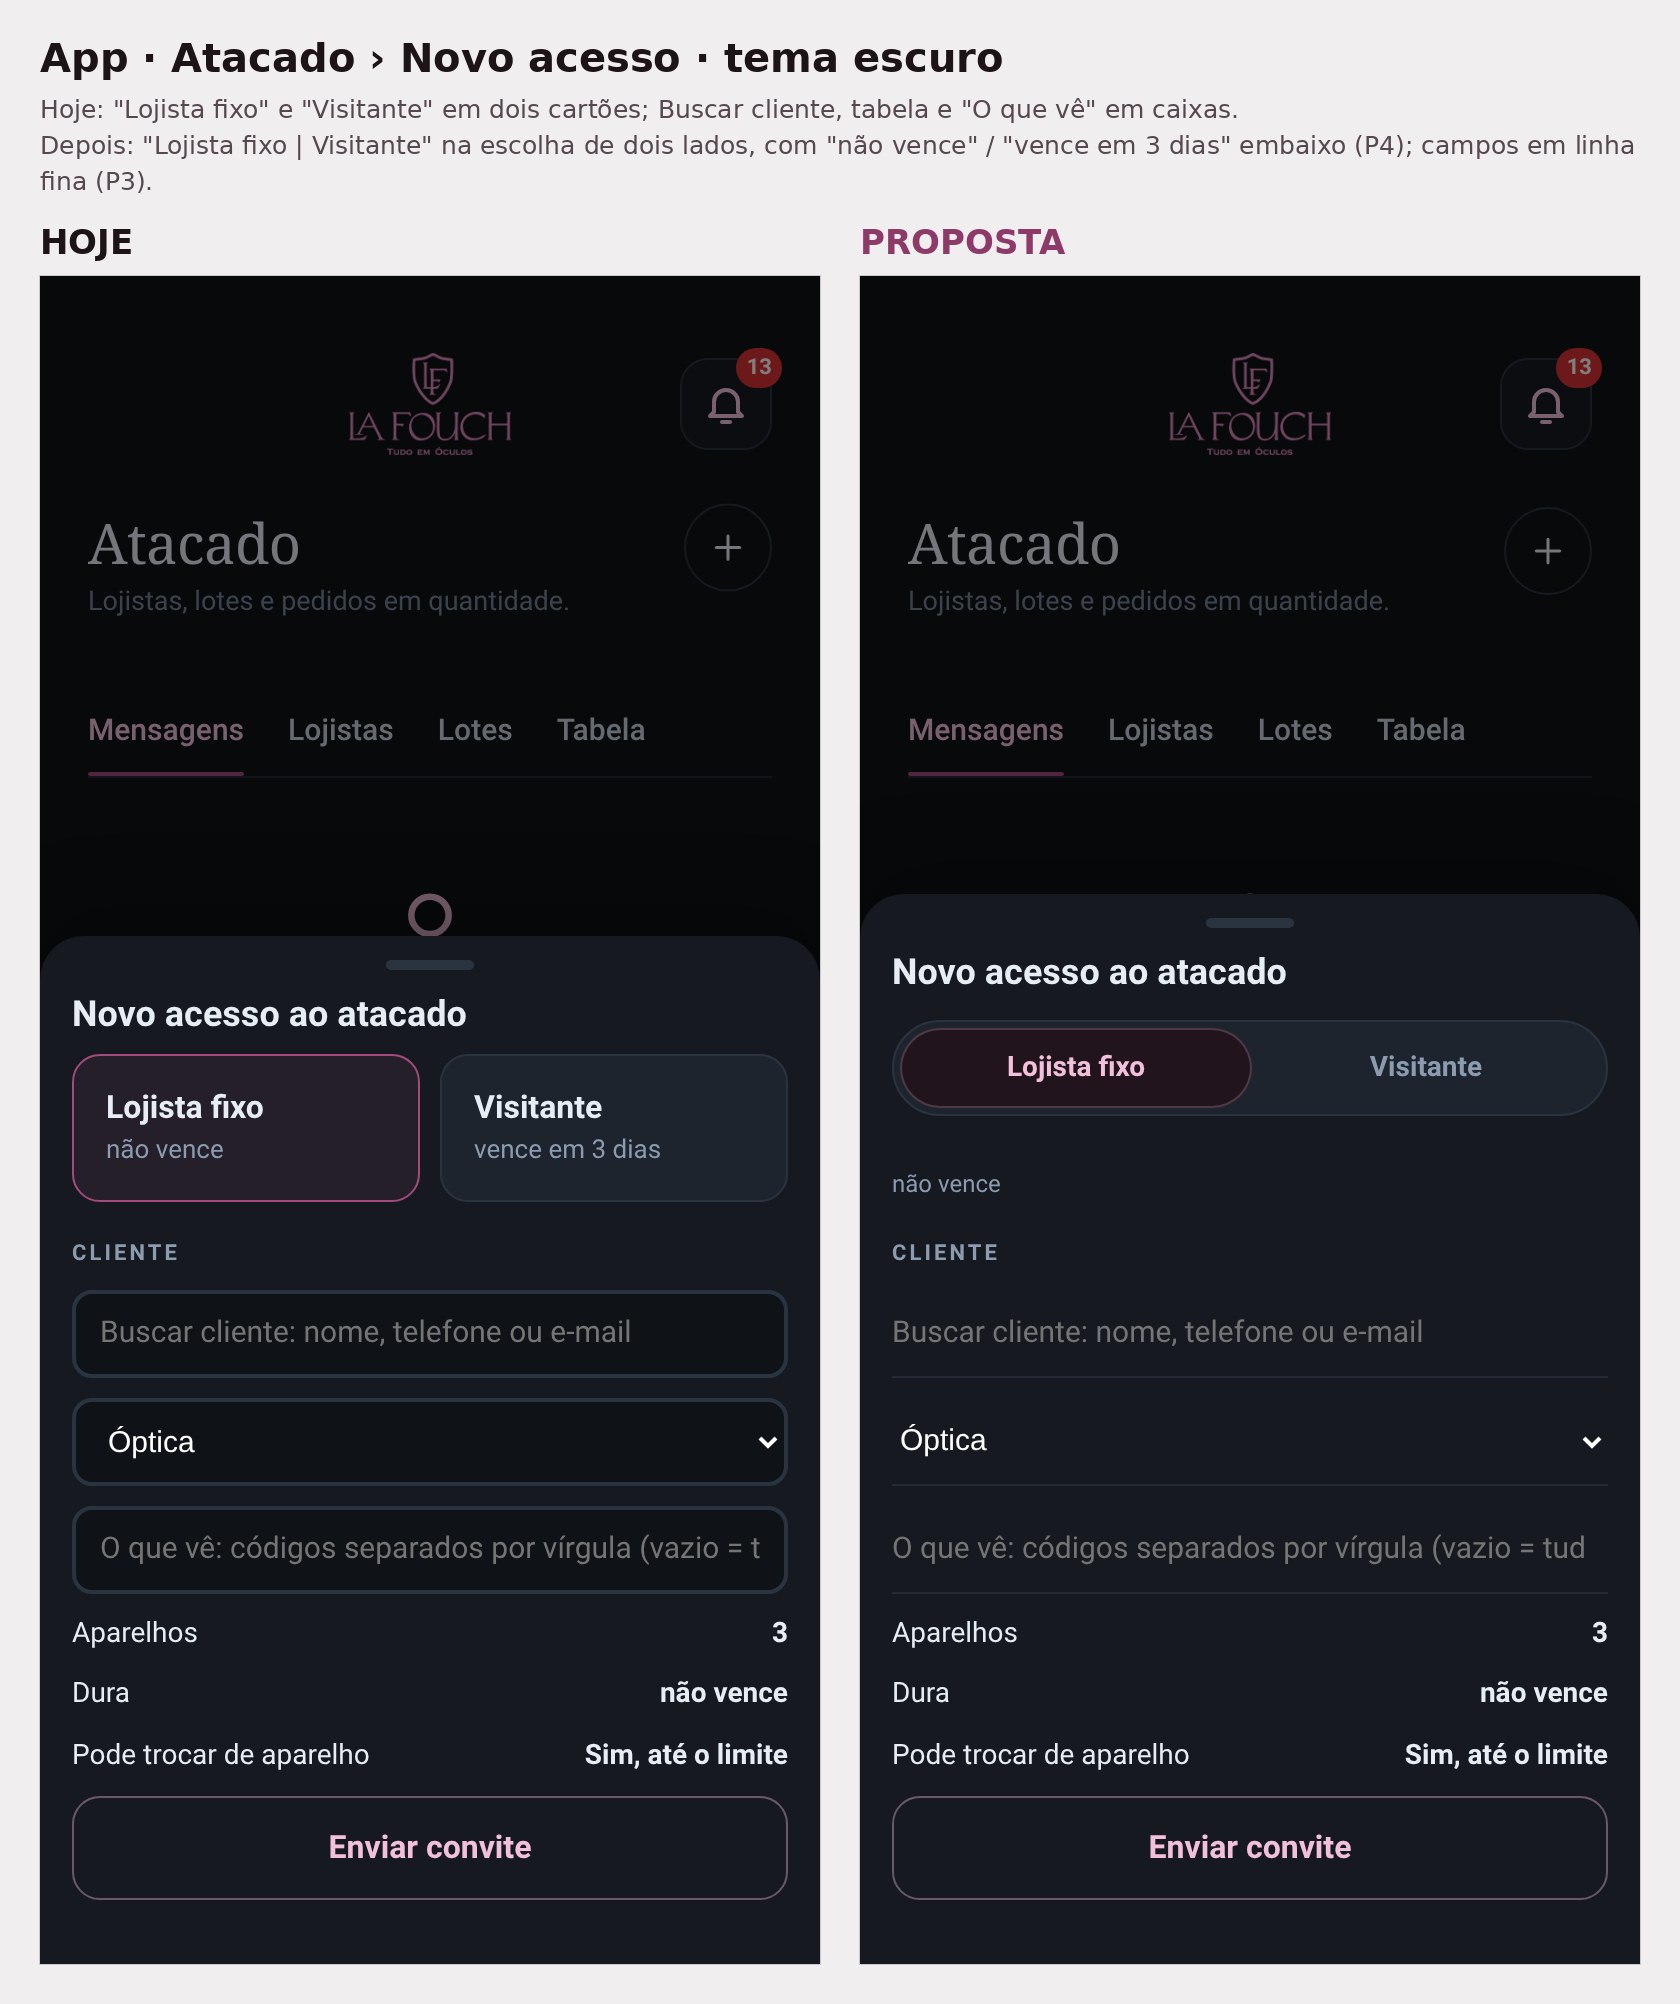 App · Atacado › Novo acesso · tema escuro
Hoje: "Lojista fixo" e "Visitante" em dois cartões; Buscar cliente, tabela e "O que vê" em caixas.
Depois: "Lojista fixo | Visitante" na escolha de dois lados, com "não vence" / "vence em 3 dias" embaixo (P4); campos em linha
fina (P3).
HOJE
LF
LA FOUCH
TUDO EM ÓCULOS
13
Atacado
Lojistas, lotes e pedidos em quantidade.
Mensagens Lojistas Lotes Tabela
Novo acesso ao atacado
Lojista fixo
não vence
Visitante
vence em 3 dias
CLIENTE
Buscar cliente: nome, telefone ou e-mail
Óptica
O que vê: códigos separados por vírgula (vazio = t
Aparelhos 3
Dura não vence
Pode trocar de aparelho Sim, até o limite
Enviar convite
PROPOSTA
LF
LA FOUCH
TUDO EM ÓCULOS
13
Atacado
Lojistas, lotes e pedidos em quantidade.
Mensagens Lojistas Lotes Tabela
Novo acesso ao atacado
Lojista fixo Visitante
não vence
CLIENTE
Buscar cliente: nome, telefone ou e-mail
Óptica
O que vê: códigos separados por vírgula (vazio = tud
Aparelhos 3
Dura não vence
Pode trocar de aparelho Sim, até o limite
Enviar convite